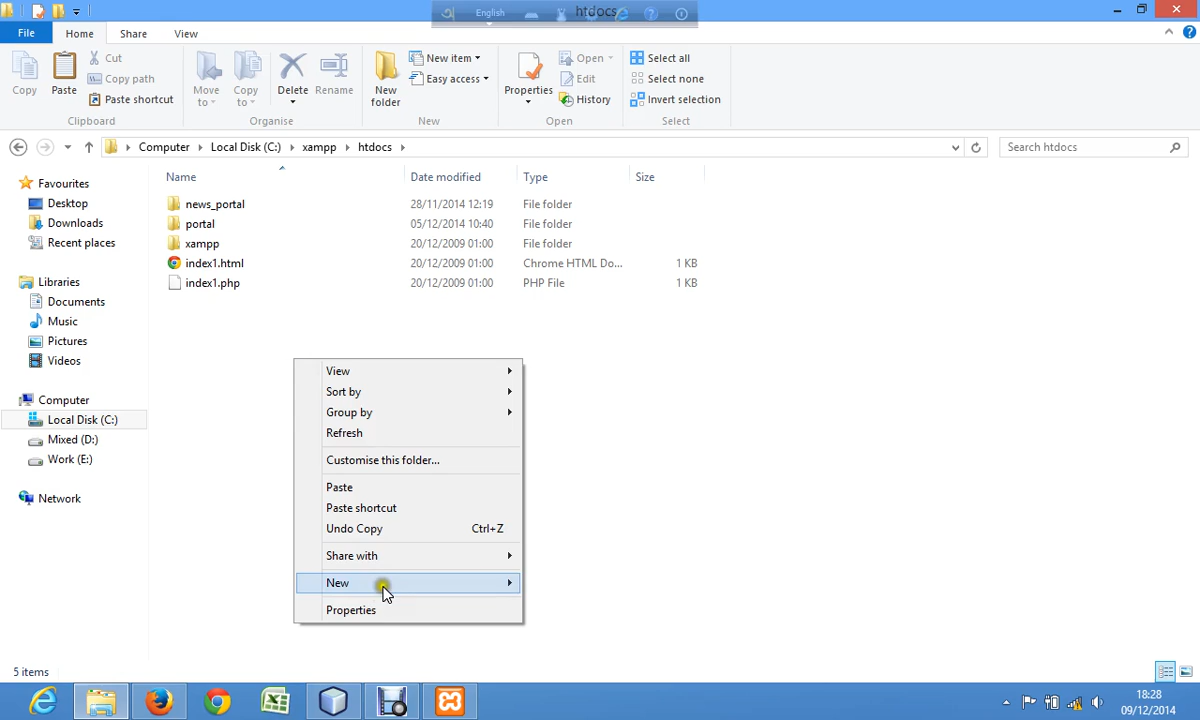 English
htdocs
File
Home
Share
View
Copy
Paste
Cut
Copy path
Paste shortcut
Clipboard
Move to
Copy to
Delete
Rename
Organise
New folder
New item
Easy access
New
Properties
Open
Edit
History
Open
Select all
Select none
Invert selection
Select
Computer
Local Disk (C:)
xampp
htdocs
Search htdocs
Name
Date modified
Type
Size
news_portal 28/11/2014 12:19 File folder
portal 05/12/2014 10:40 File folder
xampp 20/12/2009 01:00 File folder
index1.html 20/12/2009 01:00 Chrome HTML Do... 1 KB
index1.php 20/12/2009 01:00 PHP File 1 KB
Favourites
Desktop
Downloads
Recent places
Libraries
Documents
Music
Pictures
Videos
Computer
Local Disk (C:)
Mixed (D:)
Work (E:)
Network
View
Sort by
Group by
Refresh
Customise this folder...
Paste
Paste shortcut
Undo Copy Ctrl+Z
Share with
New
Properties
5 items
18:28
09/12/2014